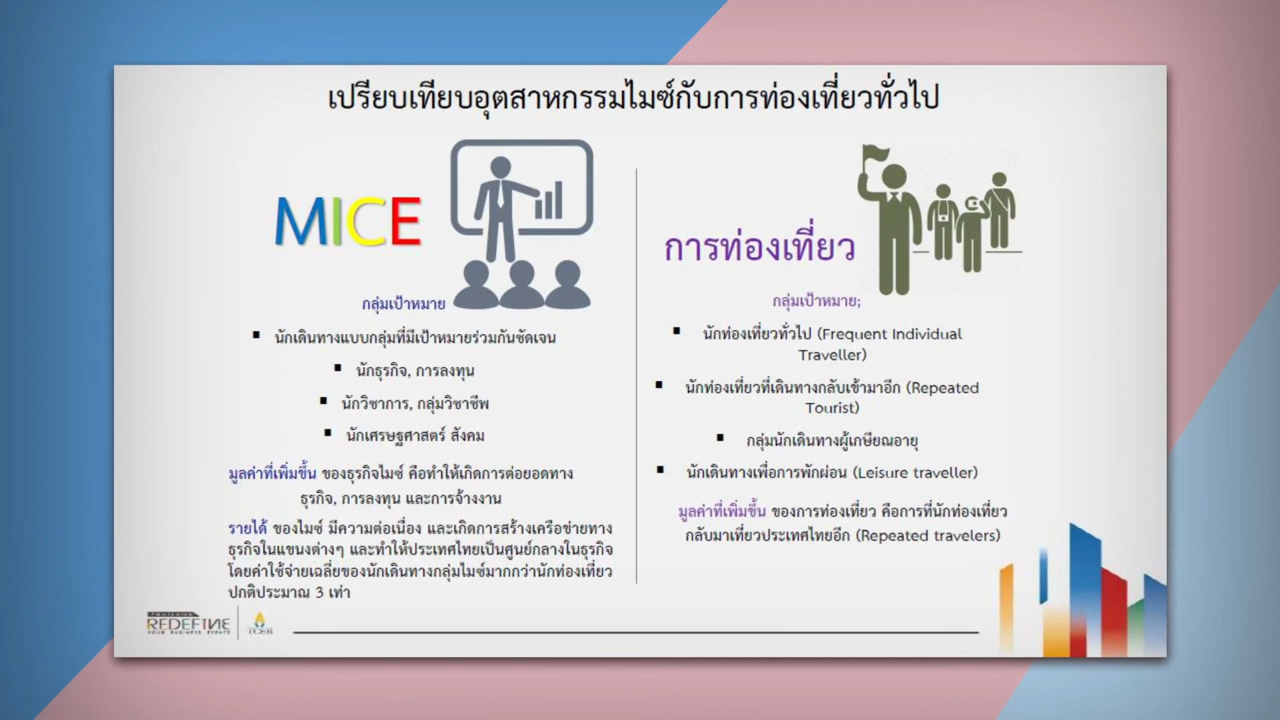 เปรียบเทียบอุตสาหกรรมไมซ์กับการท่องเที่ยวทั่วไป
MICE
กลุ่มเป้าหมาย
▪ นักเดินทางแบบกลุ่มที่มีเป้าหมายร่วมกันชัดเจน
▪ นักธุรกิจ, การลงทุน
▪ นักวิชาการ, กลุ่มวิชาชีพ
▪ นักเศรษฐศาสตร์ สังคม
มูลค่าที่เพิ่มขึ้น ของธุรกิจไมซ์ คือทำให้เกิดการต่อยอดทาง
ธุรกิจ, การลงทุน และการจ้างงาน
รายได้ ของไมซ์ มีความต่อเนื่อง และเกิดการสร้างเครือข่ายทาง
ธุรกิจในแขนงต่างๆ และทำให้ประเทศไทยเป็นศูนย์กลางในธุรกิจ
โดยค่าใช้จ่ายเฉลี่ยของนักเดินทางกลุ่มไมซ์มากกว่านักท่องเที่ยว
ปกติประมาณ 3 เท่า
การท่องเที่ยว
กลุ่มเป้าหมาย;
▪ นักท่องเที่ยวทั่วไป (Frequent Individual
Traveller)
▪ นักท่องเที่ยวที่เดินทางกลับเข้ามาอีก (Repeated
Tourist)
▪ กลุ่มนักเดินทางผู้เกษียณอายุ
▪ นักเดินทางเพื่อการพักผ่อน (Leisure traveller)
มูลค่าที่เพิ่มขึ้น ของการท่องเที่ยว คือการที่นักท่องเที่ยว
กลับมาเที่ยวประเทศไทยอีก (Repeated travelers)
THAILAND
REDEFINE
YOUR BUSINESS EVENTS
TCEB